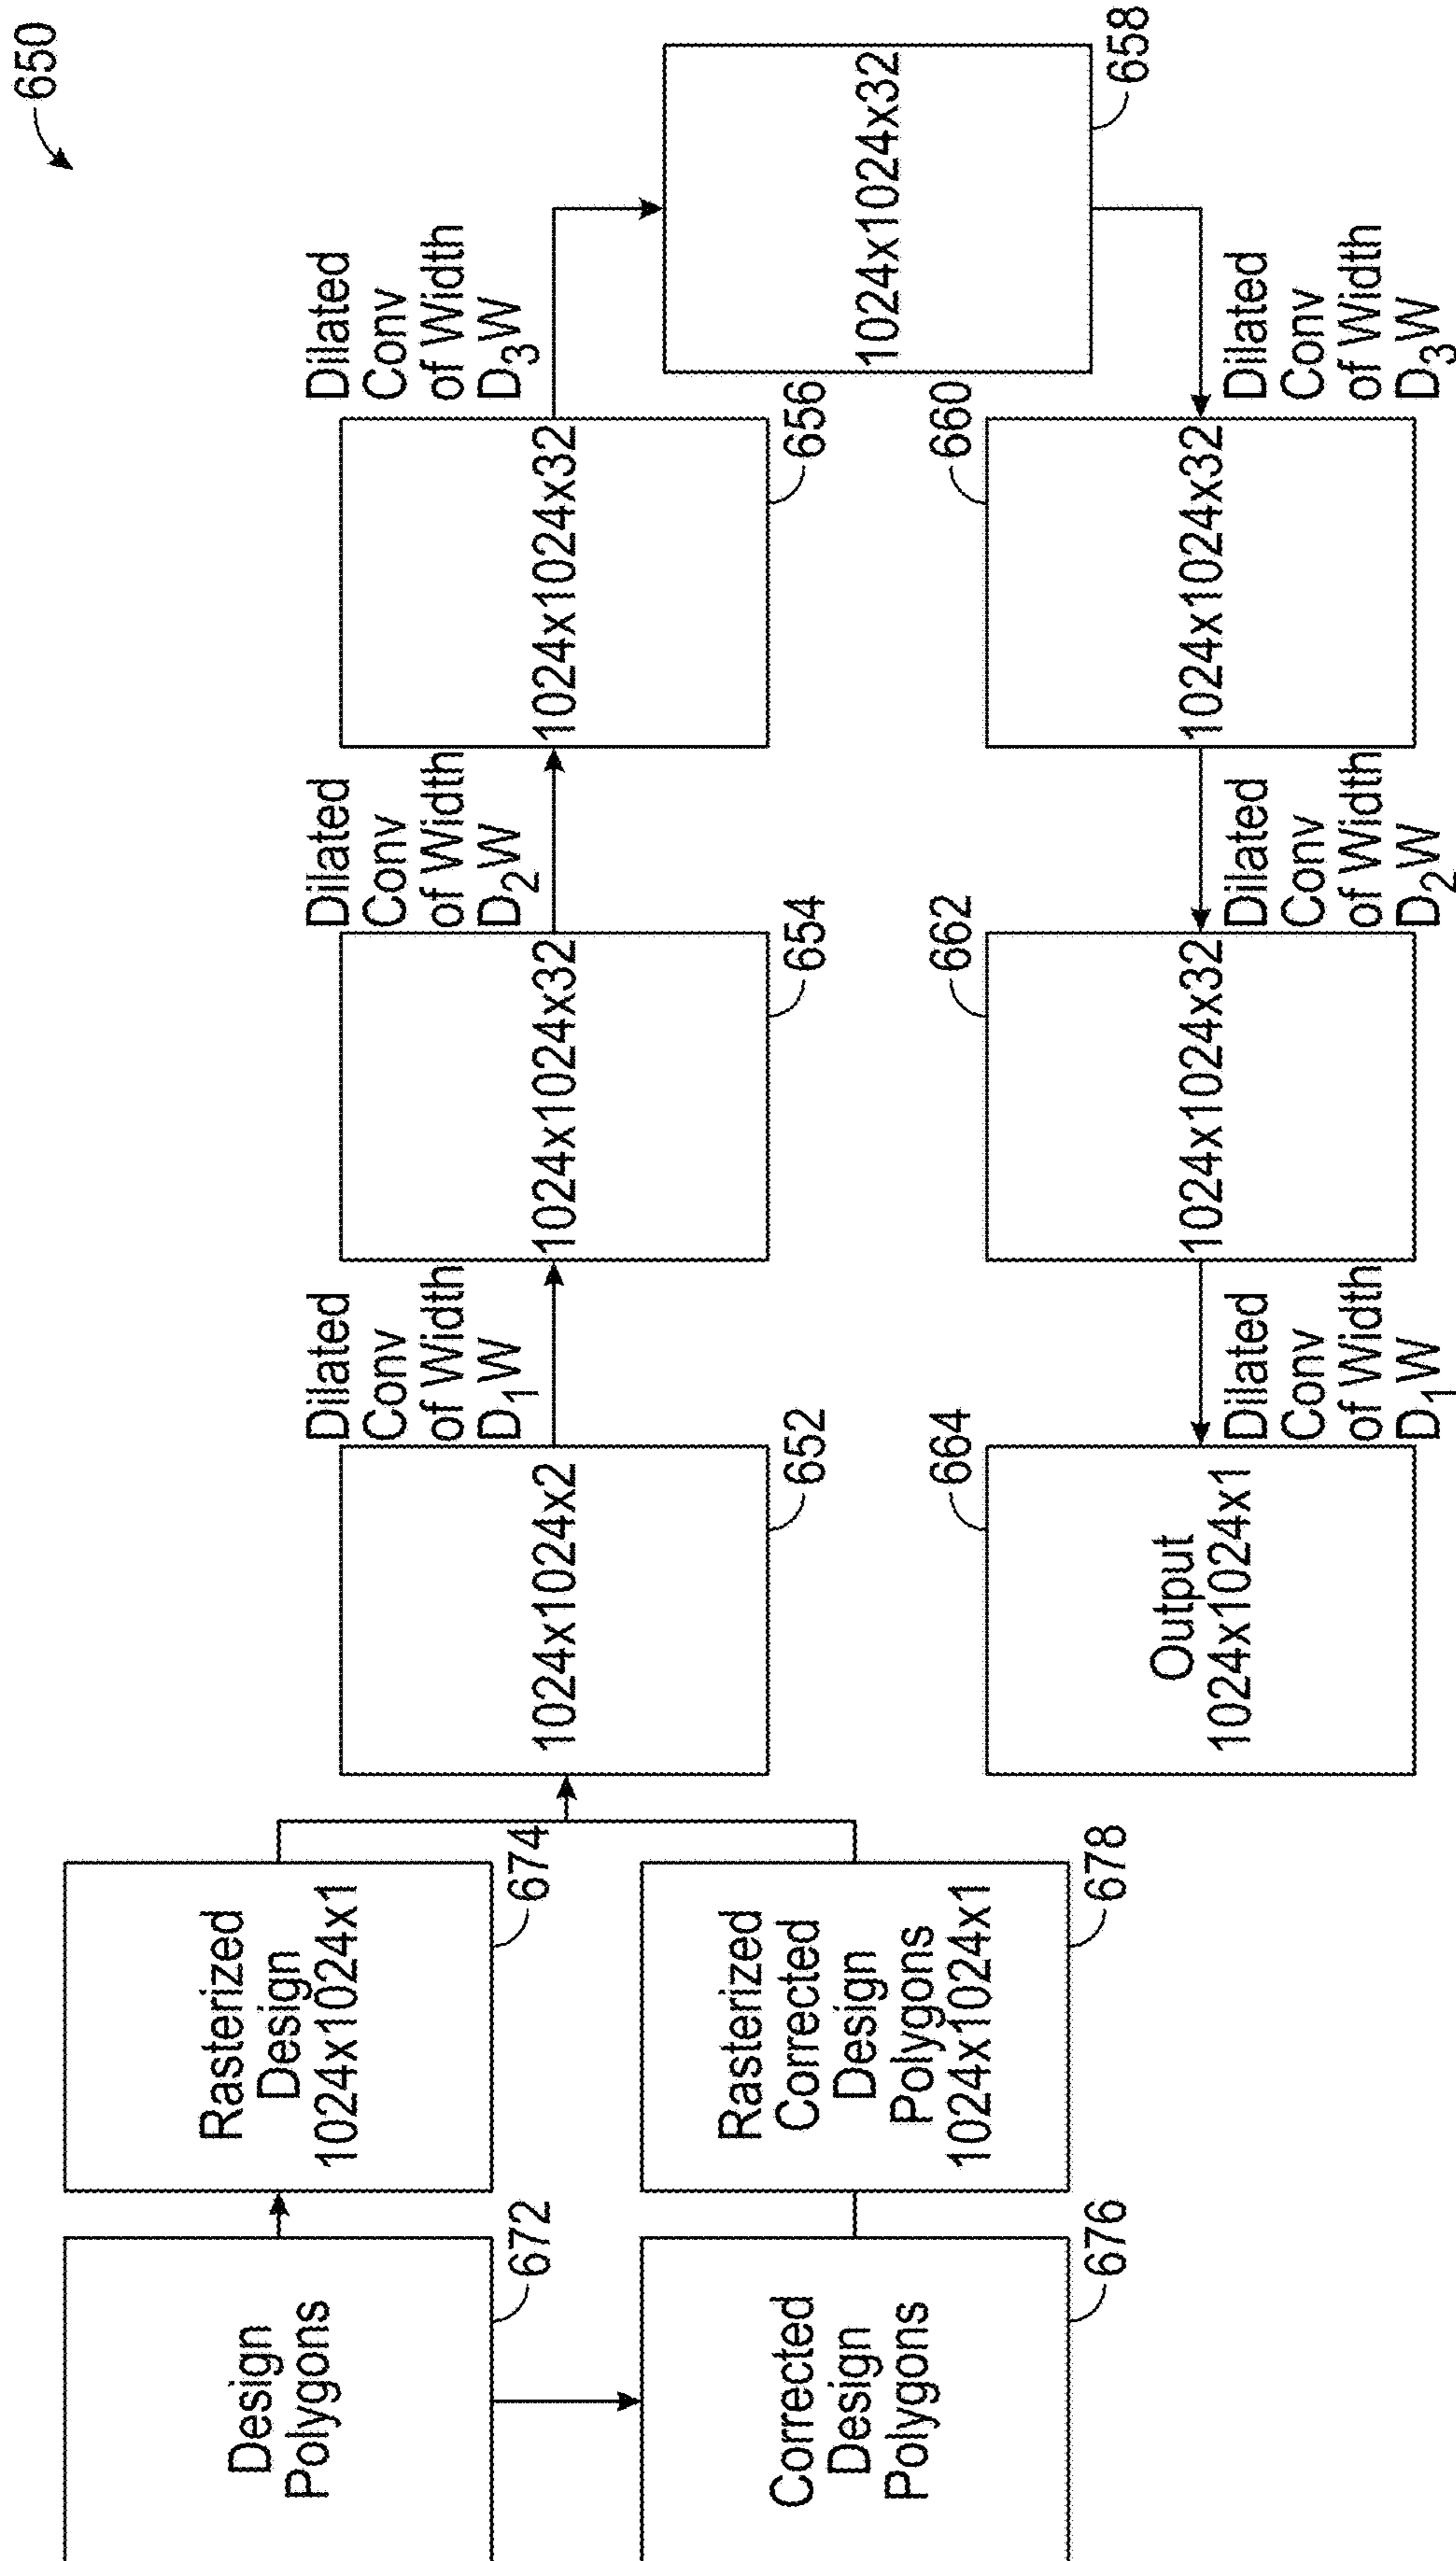 650
Design
Polygons
672
Rasterized
Design
1024x1024x1
674
Corrected
Design
Polygons
676
Rasterized
Corrected
Design
Polygons
1024x1024x1
678
1024x1024x2
652
Dilated
Conv
of Width
D₁W
1024x1024x32
654
Dilated
Conv
of Width
D₂W
1024x1024x32
656
Dilated
Conv
of Width
D₃W
1024x1024x32
658
Dilated
Conv
of Width
D₃W
660
1024x1024x32
Dilated
Conv
of Width
D₂W
662
1024x1024x32
Dilated
Conv
of Width
D₁W
664
Output
1024x1024x1